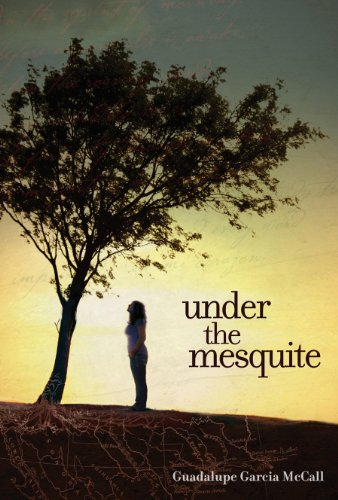 under
the
mesquite
Guadalupe Garcia McCall